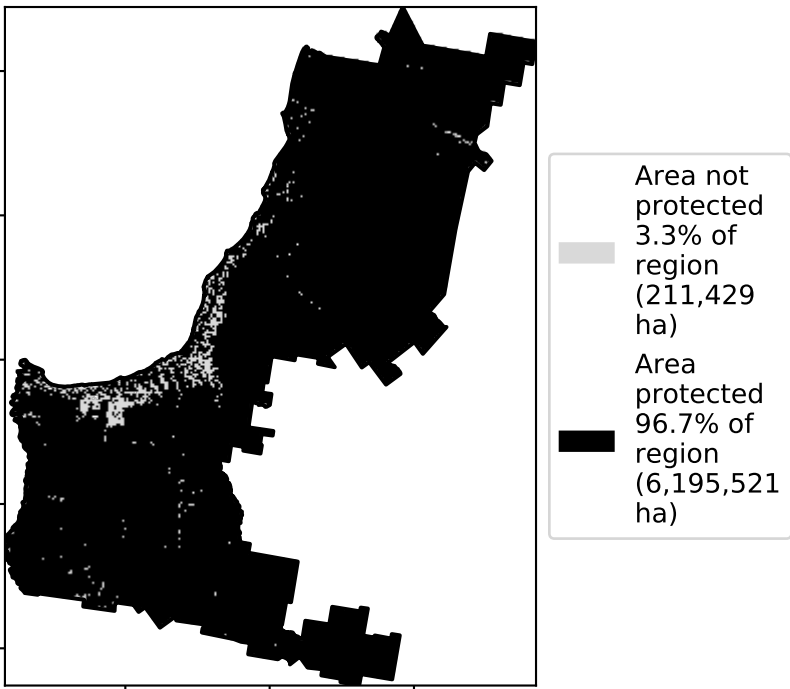 Area not
protected
3.3% of
region
(211,429
ha)
Area
protected
96.7% of
region
(6,195,521
ha)